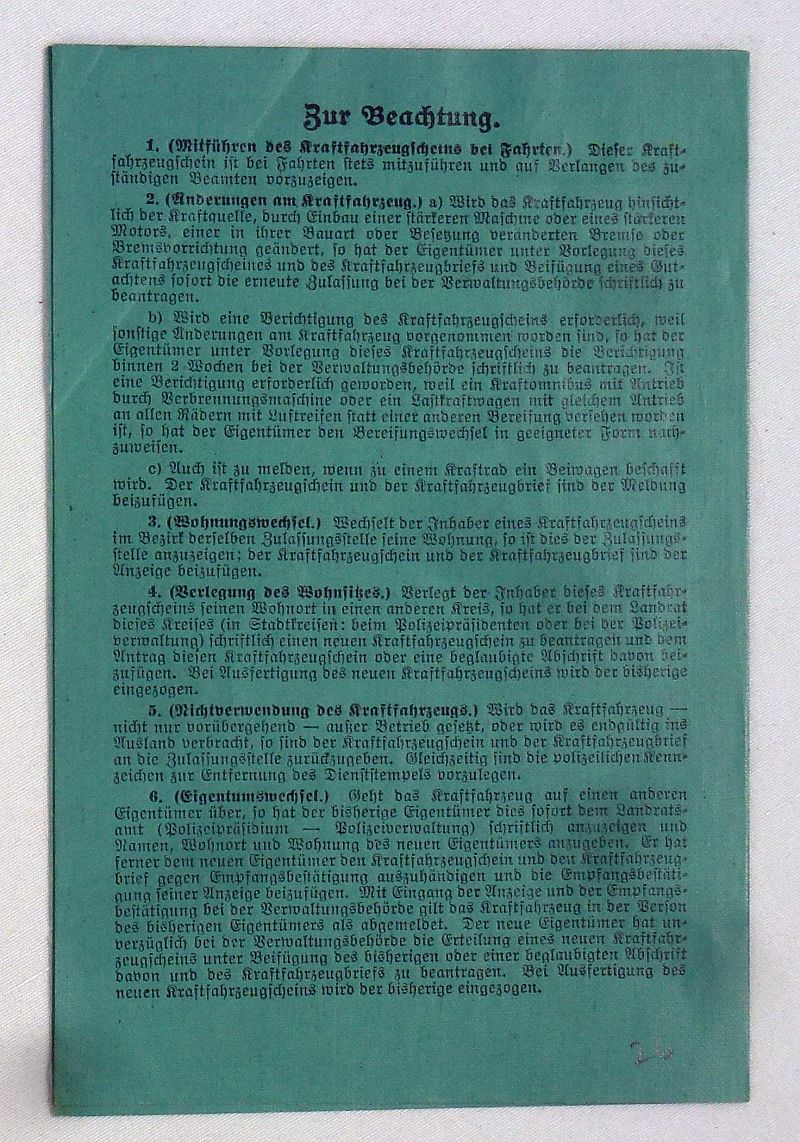 Zur Beachtung.
1. (Mitführen des Kraftfahrzeugscheins bei Fahrten.) Dieser Kraft-
fahrzeugschein ist bei Fahrten stets mitzuführen und auf Verlangen des zu-
ständigen Beamten vorzuzeigen.
2. (Änderungen am Kraftfahrzeug.) a) Wird das Kraftfahrzeug hinsicht-
lich der Kraftquelle, durch Einbau einer stärkeren Maschine oder eines stärkeren
Motors, einer in ihrer Bauart oder Besetzung veränderten Bremse oder
Bremsvorrichtung geändert, so hat der Eigentümer unter Vorlegung dieses
Kraftfahrzeugscheines und des Kraftfahrzeugbriefs und Beifügung eines Gut-
achtens sofort die erneute Zulassung bei der Verwaltungsbehörde schriftlich zu
beantragen.
b) Wird eine Berichtigung des Kraftfahrzeugscheins erforderlich, weil
sonstige Änderungen am Kraftfahrzeug vorgenommen worden sind, so hat der
Eigentümer unter Vorlegung dieses Kraftfahrzeugscheins die Berichtigung
binnen 2 Wochen bei der Verwaltungsbehörde schriftlich zu beantragen. Ist
eine Berichtigung erforderlich geworden, weil ein Kraftomnibus mit Antrieb
durch Verbrennungsmaschine oder ein Lastkraftwagen mit gleichem Antrieb
an allen Rädern mit Luftreifen statt einer anderen Bereifung versehen worden
ist, so hat der Eigentümer den Bereifungswechsel in geeigneter Form nach-
zuweisen.
c) Auch ist zu melden, wenn zu einem Kraftrad ein Beiwagen beschafft
wird. Der Kraftfahrzeugschein und der Kraftfahrzeugbrief sind der Meldung
beizufügen.
3. (Wohnungswechsel.) Wechselt der Inhaber eines Kraftfahrzeugscheins
im Bezirk derselben Zulassungsstelle seine Wohnung, so ist dies der Zulassungs-
stelle anzuzeigen; der Kraftfahrzeugschein und der Kraftfahrzeugbrief sind der
Anzeige beizufügen.
4. (Verlegung des Wohnsitzes.) Verlegt der Inhaber dieses Kraftfahr-
zeugscheins seinen Wohnort in einen anderen Kreis, so hat er bei dem Landrat
dieses Kreises (in Stadtkreisen: beim Polizeipräsidenten oder bei der Polizei-
verwaltung) schriftlich einen neuen Kraftfahrzeugschein zu beantragen und dem
Antrag diesen Kraftfahrzeugschein oder eine beglaubigte Abschrift davon bei-
zufügen. Bei Ausfertigung des neuen Kraftfahrzeugscheins wird der bisherige
eingezogen.
5. (Nichtverwendung des Kraftfahrzeugs.) Wird das Kraftfahrzeug —
nicht nur vorübergehend — außer Betrieb gesetzt, oder wird es endgültig ins
Ausland verbracht, so sind der Kraftfahrzeugschein und der Kraftfahrzeugbrief
an die Zulassungsstelle zurückzugeben. Gleichzeitig sind die polizeilichen Kenn-
zeichen zur Entfernung des Dienststempels vorzulegen.
6. (Eigentumswechsel.) Geht das Kraftfahrzeug auf einen anderen
Eigentümer über, so hat der bisherige Eigentümer dies sofort dem Landrats-
amt (Polizeipräsidium — Polizeiverwaltung) schriftlich anzuzeigen und
Namen, Wohnort und Wohnung des neuen Eigentümers anzugeben. Er hat
ferner dem neuen Eigentümer den Kraftfahrzeugschein und den Kraftfahrzeug-
brief gegen Empfangsbestätigung auszuhändigen und die Empfangsbestäti-
gung seiner Anzeige beizufügen. Mit Eingang der Anzeige und der Empfangs-
bestätigung bei der Verwaltungsbehörde gilt das Kraftfahrzeug in der Person
des bisherigen Eigentümers als abgemeldet. Der neue Eigentümer hat un-
verzüglich bei der Verwaltungsbehörde die Erteilung eines neuen Kraftfahr-
zeugscheins unter Beifügung des bisherigen oder einer beglaubigten Abschrift
davon und des Kraftfahrzeugbriefs zu beantragen. Bei Ausfertigung des
neuen Kraftfahrzeugscheins wird der bisherige eingezogen.